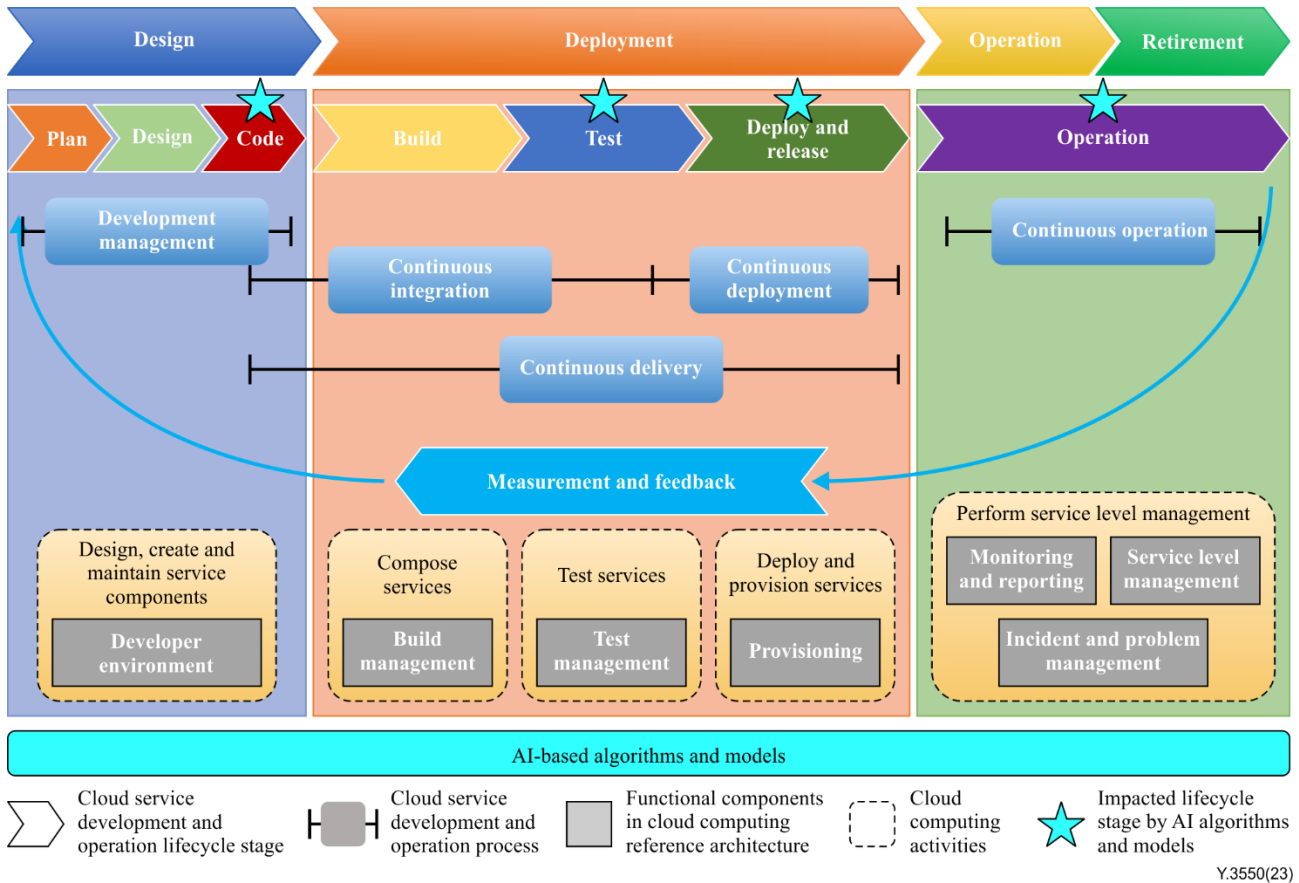 Design
Deployment
Operation
Retirement
Plan
Design
Code
Build
Test
Deploy and
release
Operation
Development
management
Continuous operation
Continuous
integration
Continuous
deployment
Continuous delivery
Measurement and feedback
Design, create and
maintain service
components
Developer
environment
Compose
services
Build
management
Test services
Test
management
Deploy and
provision services
Provisioning
Perform service level management
Monitoring
and reporting
Service level
management
Incident and problem
management
AI-based algorithms and models
Cloud service
development and
operation lifecycle stage
Cloud service
development and
operation process
Functional components
in cloud computing
reference architecture
Cloud
computing
activities
Impacted lifecycle
stage by AI algorithms
and models
Y.3550(23)